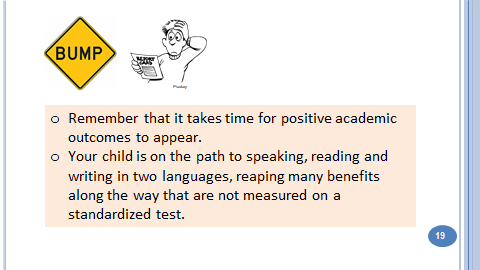 BUMP
REPORT CARD
o Remember that it takes time for positive academic
outcomes to appear.
o Your child is on the path to speaking, reading and
writing in two languages, reaping many benefits
along the way that are not measured on a
standardized test.
19